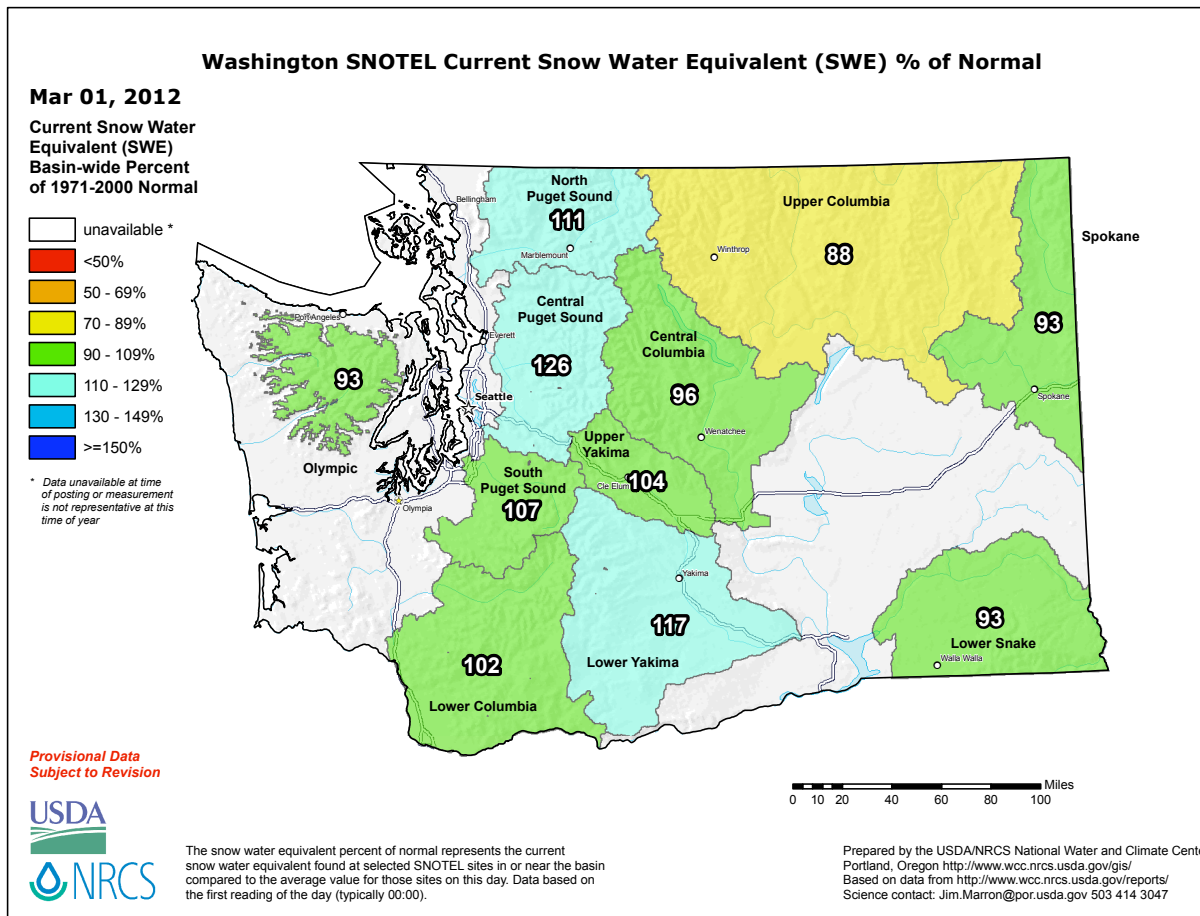 Washington SNOTEL Current Snow Water Equivalent (SWE) % of Normal
Mar 01, 2012
Current Snow Water
Equivalent (SWE)
Basin-wide Percent
of 1971-2000 Normal
unavailable *
<50%
50 - 69%
70 - 89%
90 - 109%
110 - 129%
130 - 149%
>=150%
* Data unavailable at time
of posting or measurement
is not representative at this
time of year
North
Puget Sound
111
Bellingham
Marblemount
Upper Columbia
88
Winthrop
Spokane
93
Spokane
Central
Puget Sound
126
Port Angeles
93
Olympic
Everett
Seattle
Central
Columbia
96
Wenatchee
Upper
Yakima
104
Cle Elum
South
Puget Sound
107
Olympia
Yakima
117
Lower Yakima
102
Lower Columbia
93
Lower Snake
Walla Walla
Provisional Data
Subject to Revision
Miles
0 10 20 40 60 80 100
USDA
NRCS
The snow water equivalent percent of normal represents the current
snow water equivalent found at selected SNOTEL sites in or near the basin
compared to the average value for those sites on this day. Data based on
the first reading of the day (typically 00:00).
Prepared by the USDA/NRCS National Water and Climate Cente
Portland, Oregon http://www.wcc.nrcs.usda.gov/gis/
Based on data from http://www.wcc.nrcs.usda.gov/reports/
Science contact: Jim.Marron@por.usda.gov 503 414 3047